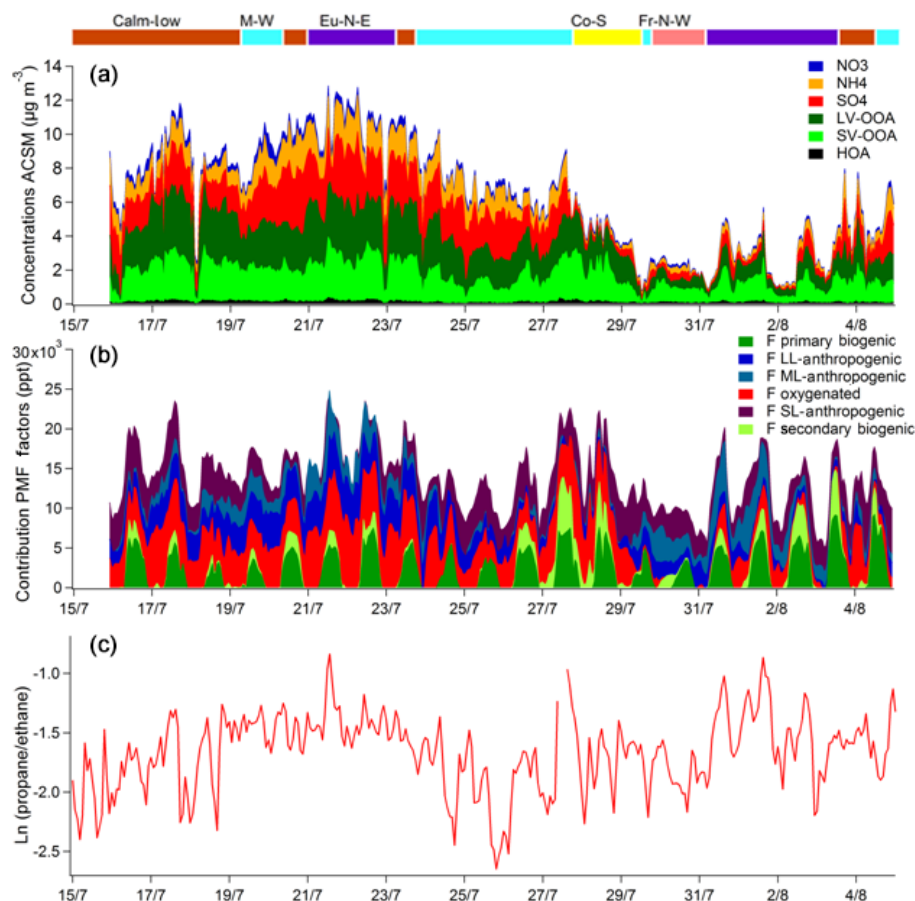 Calm-low M-W Eu-N-E Co-S Fr-N-W
(a)
Concentrations ACSM (µg m⁻³)
14
12
10
8
6
4
2
0
NO3
NH4
SO4
LV-OOA
SV-OOA
HOA
15/7 17/7 19/7 21/7 23/7 25/7 27/7 29/7 31/7 2/8 4/8
(b)
Contribution PMF factors (ppt)
30x10³
25
20
15
10
5
0
F primary biogenic
F LL-anthropogenic
F ML-anthropogenic
F oxygenated
F SL-anthropogenic
F secondary biogenic
15/7 17/7 19/7 21/7 23/7 25/7 27/7 29/7 31/7 2/8 4/8
(c)
Ln (propane/ethane)
-1.0
-1.5
-2.0
-2.5
15/7 17/7 19/7 21/7 23/7 25/7 27/7 29/7 31/7 2/8 4/8